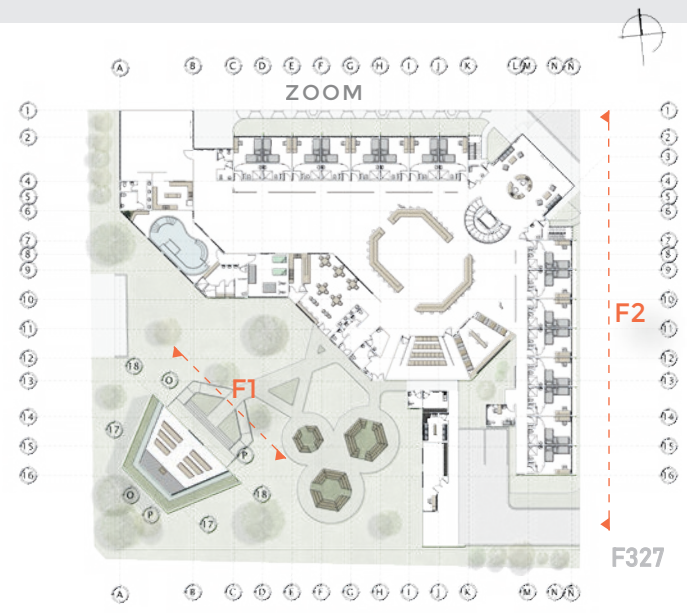 A B C D E F G H I J K L M N Ñ
ZOOM
1 1
2 2
3
4 4
5 5
6 6
7 7
8 8
9 9
10 10
F2
11 11
12 12
18 O
13 13
F1
14 14
17
15 15
P
16 16
O 18
P
17
F327
A B C D E F G H I J K M N Ñ